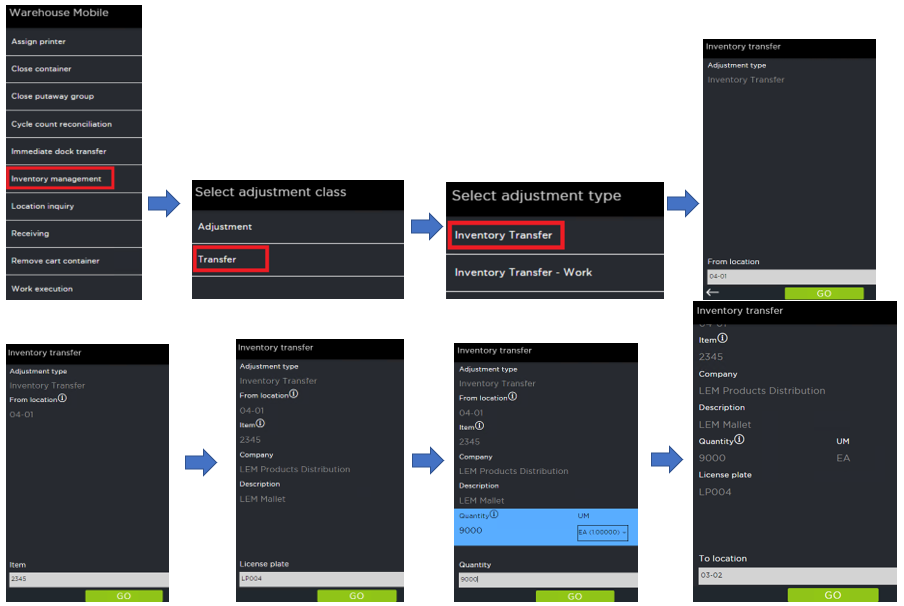 Warehouse Mobile
Assign printer
Close container
Close putaway group
Cycle count reconciliation
Immediate dock transfer
Inventory management
Location inquiry
Receiving
Remove cart container
Work execution
Select adjustment class
Adjustment
Transfer
Select adjustment type
Inventory Transfer
Inventory Transfer - Work
Inventory transfer
Adjustment type
Inventory Transfer
From location
04-01
GO
Inventory transfer
Adjustment type
Inventory Transfer
From location
04-01
Item
2345
GO
Inventory transfer
Adjustment type
Inventory Transfer
From location
04-01
Item
2345
Company
LEM Products Distribution
Description
LEM Mallet
License plate
LP004
GO
Inventory transfer
Adjustment type
Inventory Transfer
From location
04-01
Item
2345
Company
LEM Products Distribution
Description
LEM Mallet
Quantity UM
9000 EA (100000)
Quantity
9000
GO
Inventory transfer
04-01
Item
2345
Company
LEM Products Distribution
Description
LEM Mallet
Quantity UM
9000 EA
License plate
LP004
To location
03-02
GO